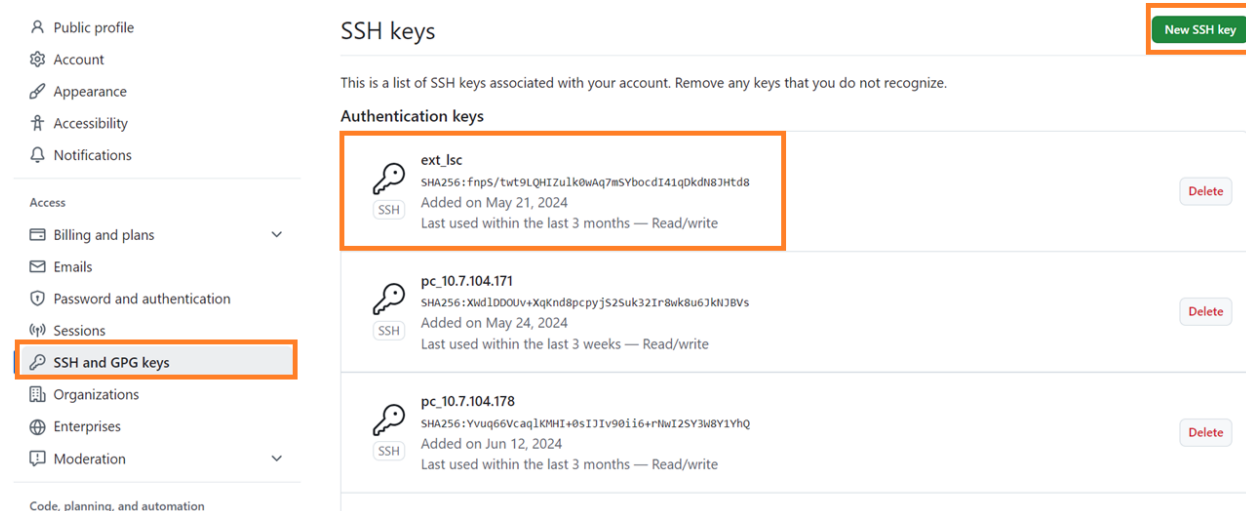 Public profile
Account
Appearance
Accessibility
Notifications
Access
Billing and plans
Emails
Password and authentication
Sessions
SSH and GPG keys
Organizations
Enterprises
Moderation
Code, planning, and automation
SSH keys
New SSH key
This is a list of SSH keys associated with your account. Remove any keys that you do not recognize.
Authentication keys
ext_lsc
SHA256:fnpS/twt9LQHIZulk0wAq7mSYbocdI41qDkdN8JHtd8
SSH
Added on May 21, 2024
Last used within the last 3 months — Read/write
Delete
pc_10.7.104.171
SHA256:XWdlDDOUv+XqKnd8pcpyjS2Suk32Ir8wk8u6JkNJBVs
SSH
Added on May 24, 2024
Last used within the last 3 weeks — Read/write
Delete
pc_10.7.104.178
SHA256:Yvuq66VcaqlKMHI+0sIJIv90ii6+rNwI2SY3W8Y1YhQ
SSH
Added on Jun 12, 2024
Last used within the last 3 months — Read/write
Delete